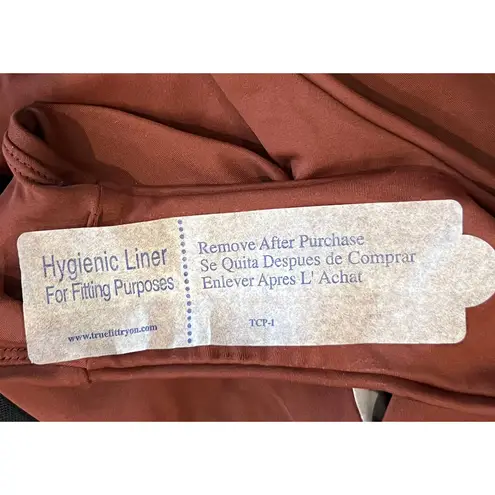 Hygienic Liner
For Fitting Purposes
www.truefittryon.com
Remove After Purchase
Se Quita Despues de Comprar
Enlever Apres L' Achat
TCP-1